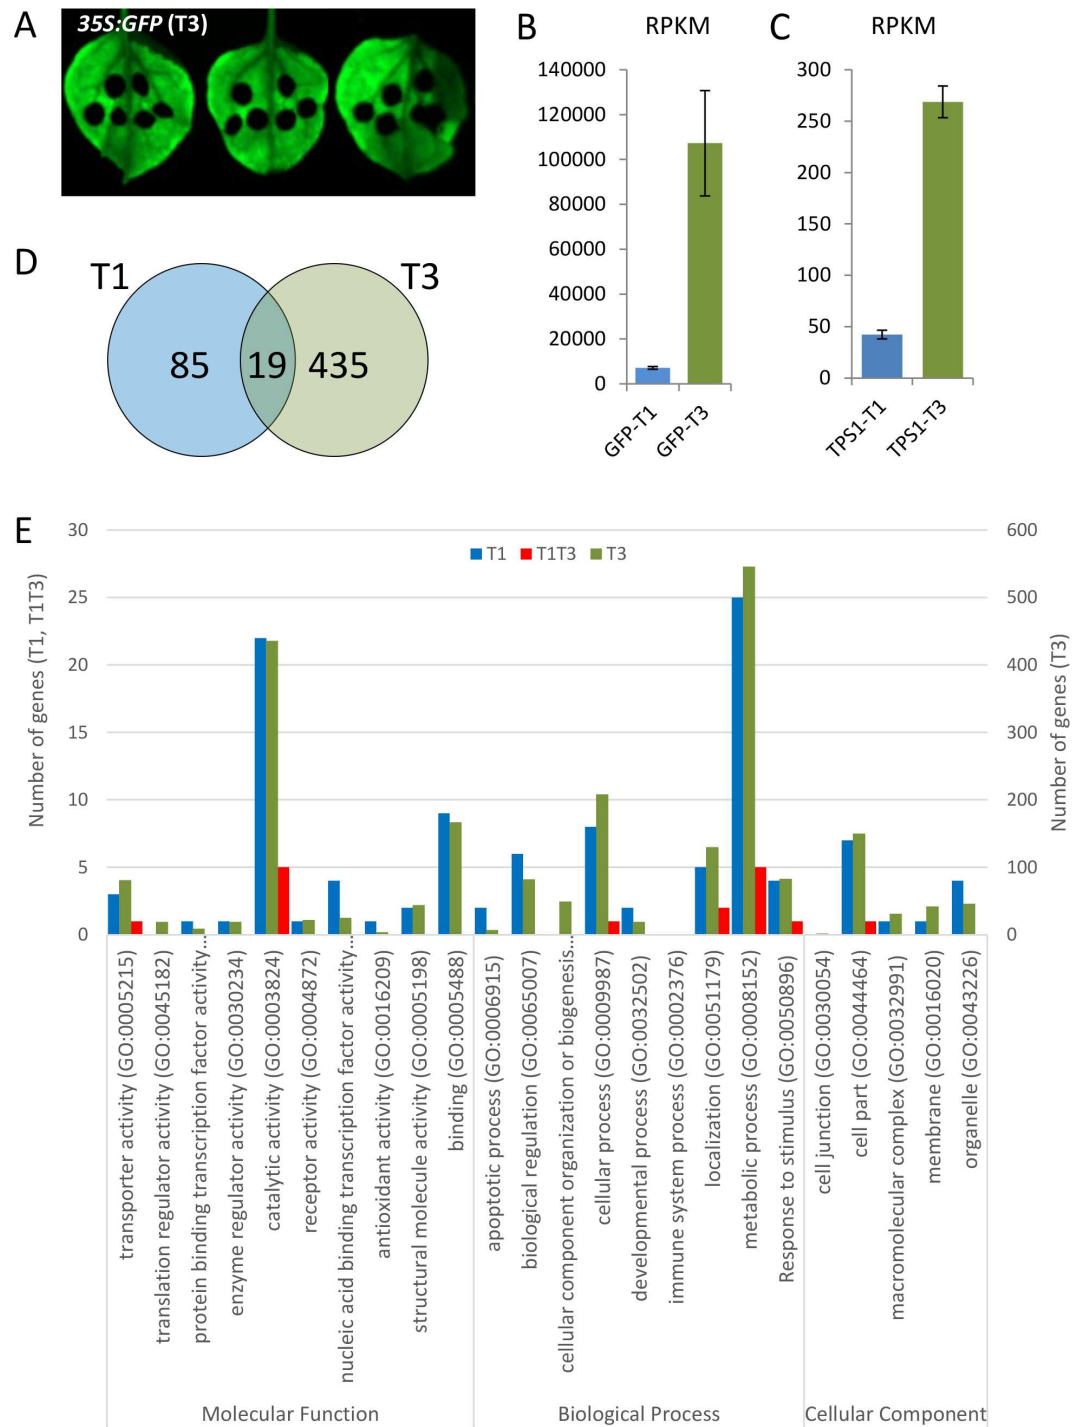 A
35S:GFP (T3)
B
RPKM
140000
120000
100000
80000
60000
40000
20000
0
GFP-T1
GFP-T3
C
RPKM
300
250
200
150
100
50
0
TPS1-T1
TPS1-T3
D
T1
T3
85
19
435
E
T1
T1T3
T3
Number of genes (T1, T1T3)
30
25
20
15
10
5
0
Number of genes (T3)
600
500
400
300
200
100
0
transporter activity (GO:0005215)
translation regulator activity (GO:0045182)
protein binding transcription factor activity...
enzyme regulator activity (GO:0030234)
catalytic activity (GO:0003824)
receptor activity (GO:0004872)
nucleic acid binding transcription factor activity...
antioxidant activity (GO:0016209)
structural molecule activity (GO:0005198)
binding (GO:0005488)
apoptotic process (GO:0006915)
biological regulation (GO:0065007)
cellular component organization or biogenesis...
cellular process (GO:0009987)
developmental process (GO:0032502)
immune system process (GO:0002376)
localization (GO:0051179)
metabolic process (GO:0008152)
Response to stimulus (GO:0050896)
cell junction (GO:0030054)
cell part (GO:0044464)
macromolecular complex (GO:0032991)
membrane (GO:0016020)
organelle (GO:0043226)
Molecular Function
Biological Process
Cellular Component